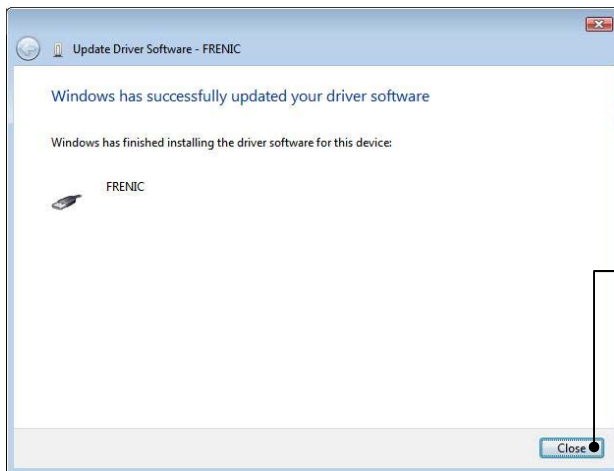 Update Driver Software - FRENIC
Windows has successfully updated your driver software
Windows has finished installing the driver software for this device:
FRENIC
Close